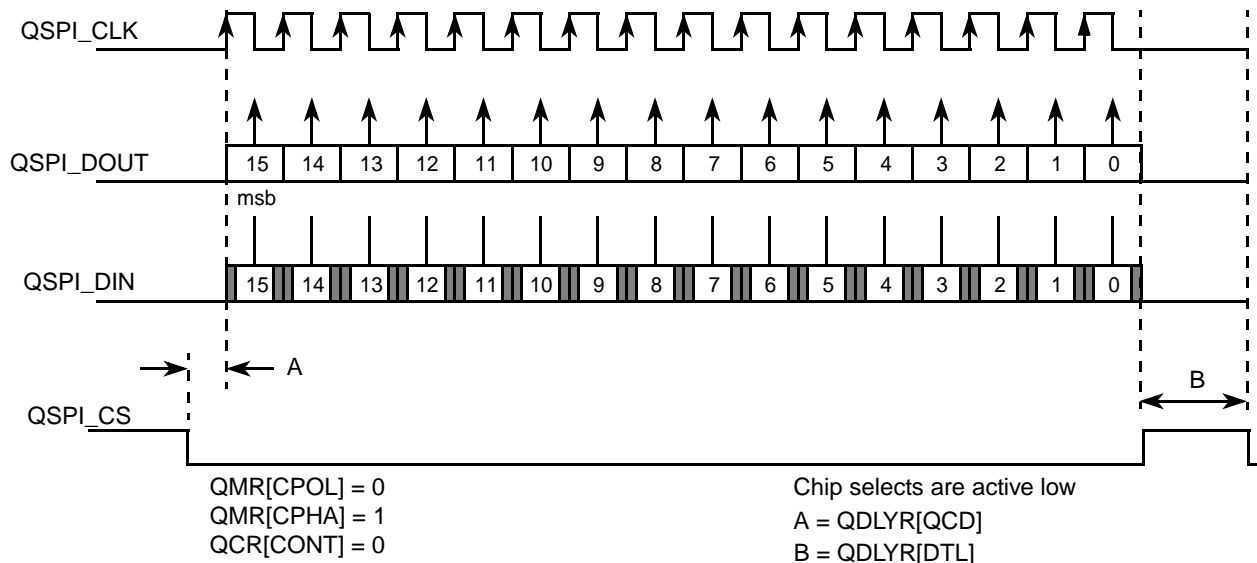 QSPI_CLK
QSPI_DOUT
15 14 13 12 11 10 9 8 7 6 5 4 3 2 1 0
msb
QSPI_DIN
15 14 13 12 11 10 9 8 7 6 5 4 3 2 1 0
A
B
QSPI_CS
QMR[CPOL] = 0
QMR[CPHA] = 1
QCR[CONT] = 0
Chip selects are active low
A = QDLYR[QCD]
B = QDLYR[DTL]